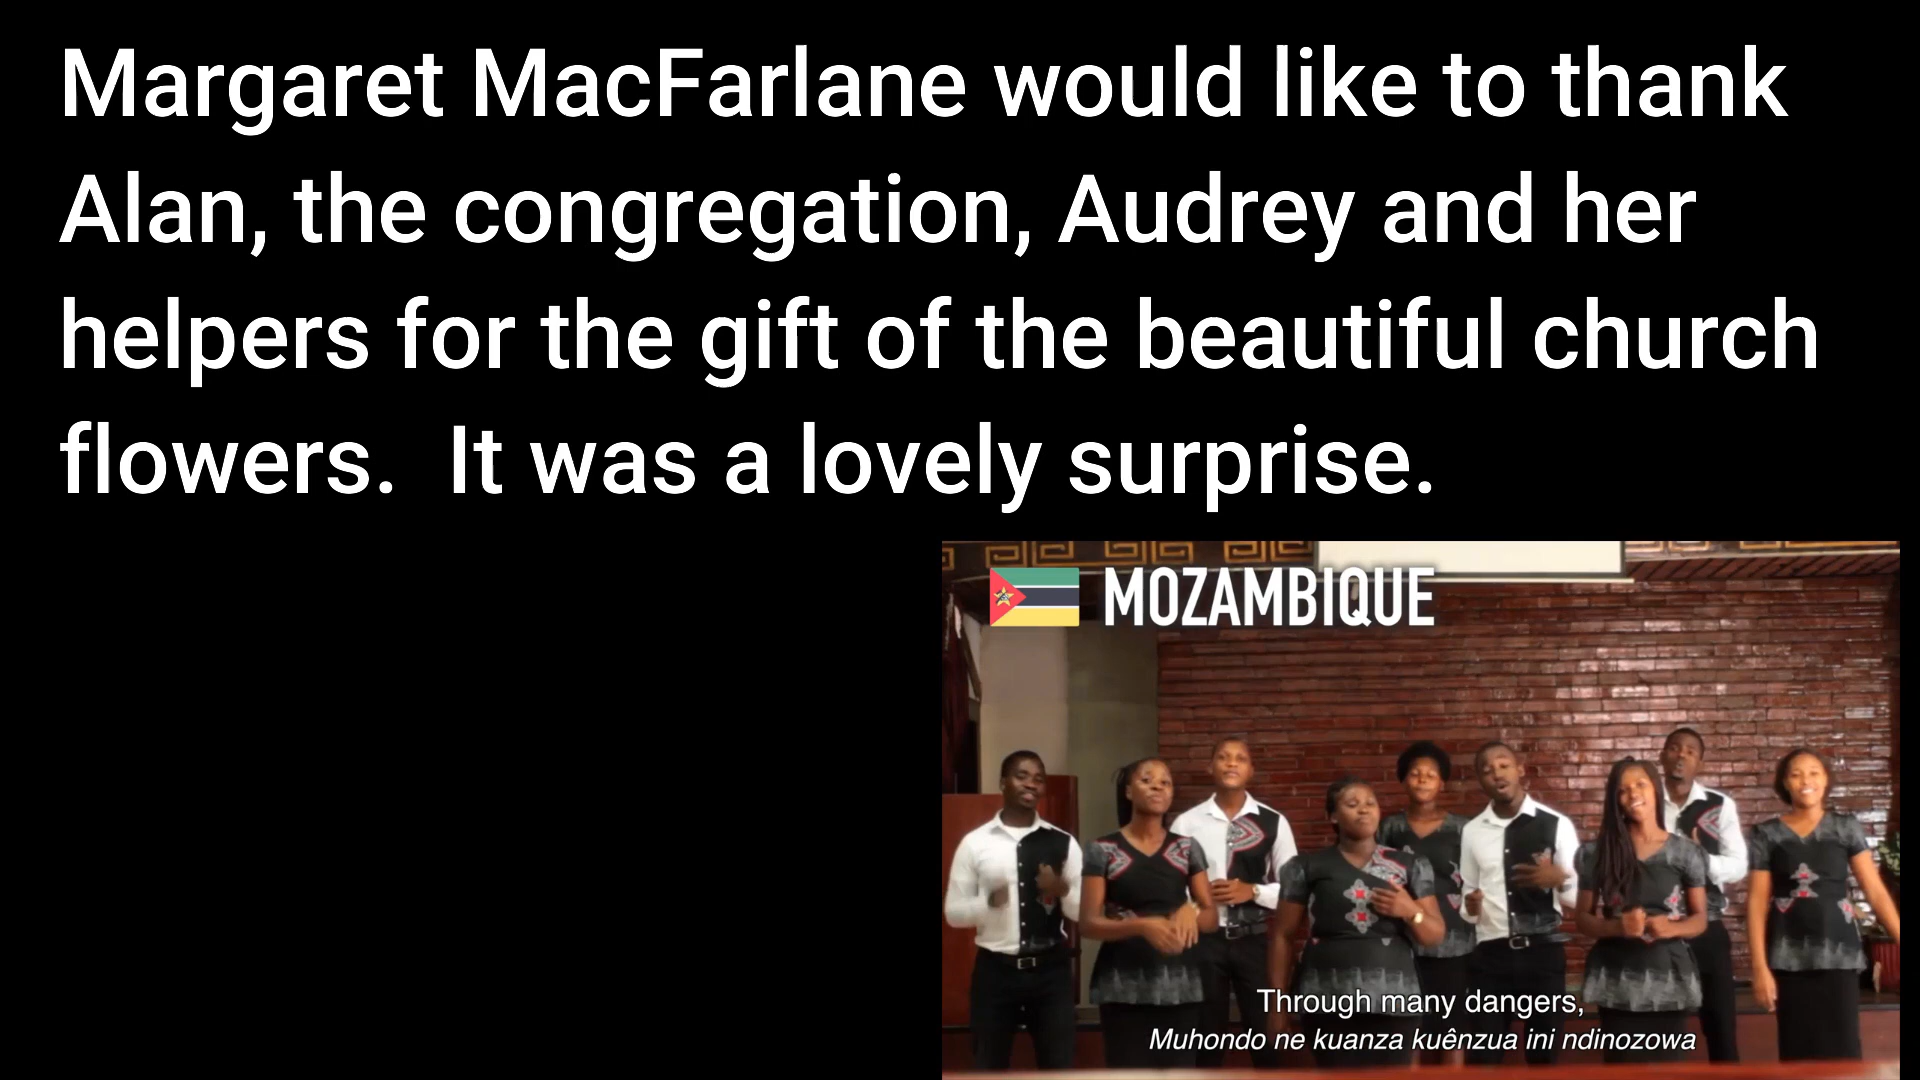 Margaret MacFarlane would like to thank
Alan, the congregation, Audrey and her
helpers for the gift of the beautiful church
flowers.  It was a lovely surprise.
MOZAMBIQUE
Through many dangers,
Muhondo ne kuanza kuênzua ini ndinozowa